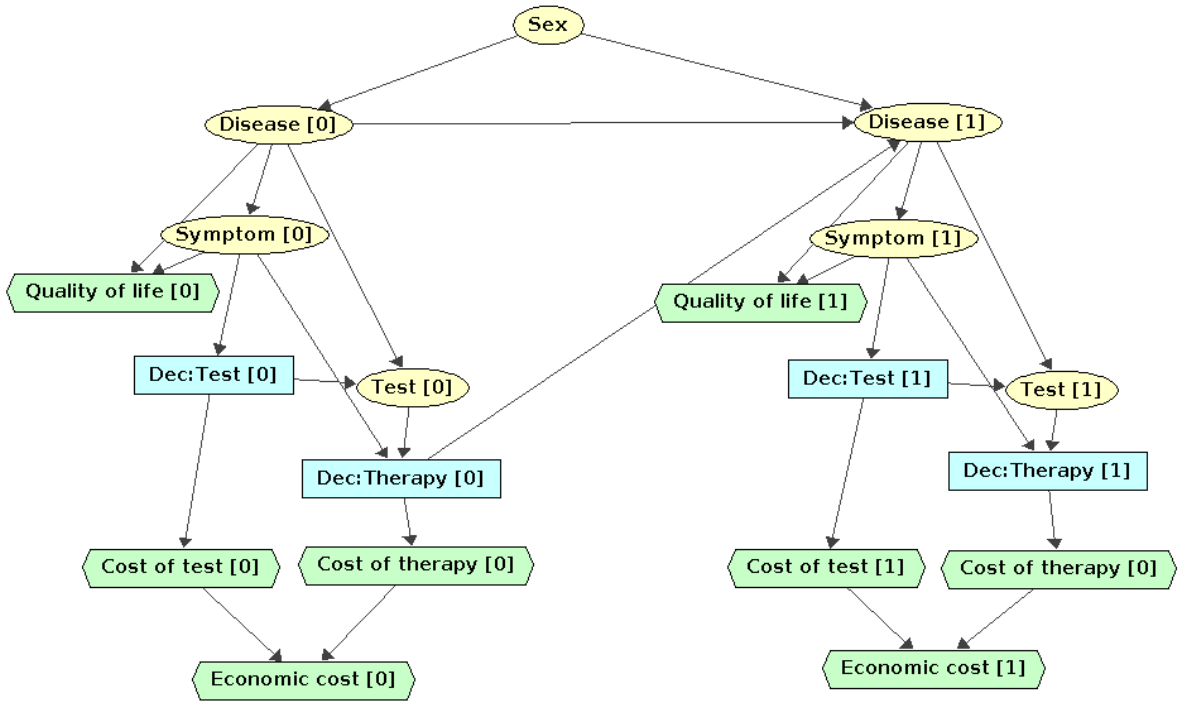 Sex
Disease [0]
Disease [1]
Symptom [0]
Symptom [1]
Quality of life [0]
Quality of life [1]
Dec:Test [0]
Test [0]
Dec:Test [1]
Test [1]
Dec:Therapy [0]
Dec:Therapy [1]
Cost of test [0]
Cost of therapy [0]
Cost of test [1]
Cost of therapy [0]
Economic cost [0]
Economic cost [1]